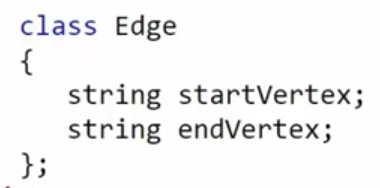 class Edge
{
string startVertex;
string endVertex;
};